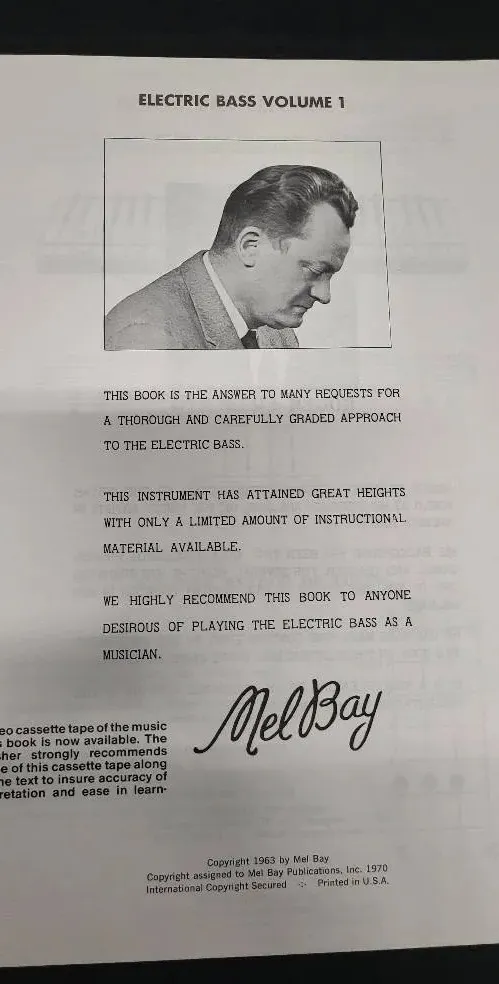 ELECTRIC BASS VOLUME 1
THIS BOOK IS THE ANSWER TO MANY REQUESTS FOR
A THOROUGH AND CAREFULLY GRADED APPROACH
TO THE ELECTRIC BASS.
THIS INSTRUMENT HAS ATTAINED GREAT HEIGHTS
WITH ONLY A LIMITED AMOUNT OF INSTRUCTIONAL
MATERIAL AVAILABLE.
WE HIGHLY RECOMMEND THIS BOOK TO ANYONE
DESIROUS OF PLAYING THE ELECTRIC BASS AS A
MUSICIAN.
Mel Bay
eo cassette tape of the music
s book is now available. The
sher strongly recommends
e of this cassette tape along
he text to insure accuracy of
retation and ease in learn-
Copyright 1963 by Mel Bay
Copyright assigned to Mel Bay Publications, Inc. 1970
International Copyright Secured -:- Printed in U.S.A.